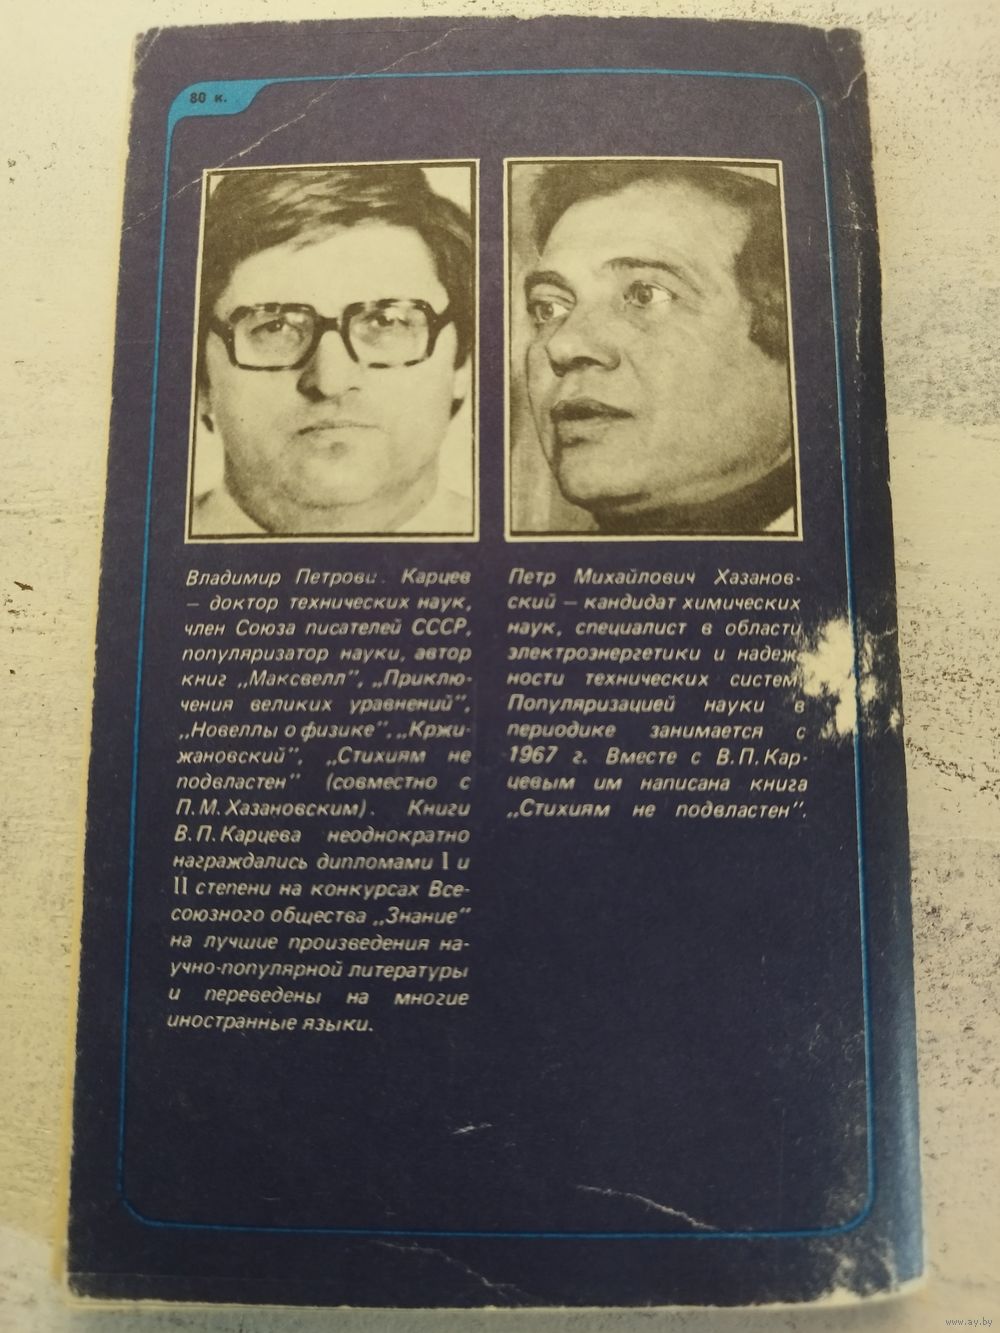 80 к.
Владимир Петрови. Карцев
— доктор технических наук,
член Союза писателей СССР,
популяризатор науки, автор
книг „Максвелл", „Приклю-
чения великих уравнений",
„Новеллы о физике", „Кржи-
жановский", „Стихиям не
подвластен" (совместно с
П.М.Хазановским). Книги
В.П.Карцева неоднократно
награждались дипломами I и
II степени на конкурсах Все-
союзного общества „Знание"
на лучшие произведения на-
учно-популярной литературы
и переведены на многие
иностранные языки.
Петр Михайлович Хазанов-
ский — кандидат химических
наук, специалист в области
электроэнергетики и надеж-
ности технических систем.
Популяризацией науки в
периодике занимается с
1967 г. Вместе с В.П.Кар-
цевым им написана книга
„Стихиям не подвластен".
www.ay.by